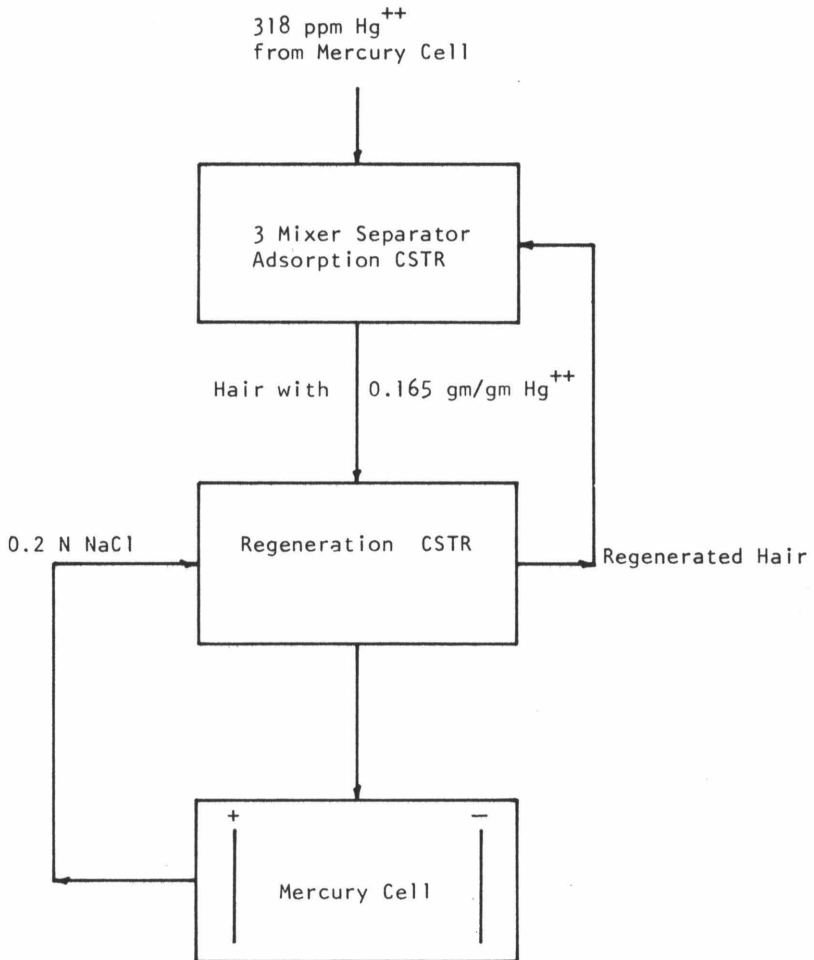 318 ppm Hg++
from Mercury Cell
3 Mixer Separator
Adsorption CSTR
Hair with 0.165 gm/gm Hg++
0.2 N NaCl
Regeneration CSTR
Regenerated Hair
+ —
Mercury Cell